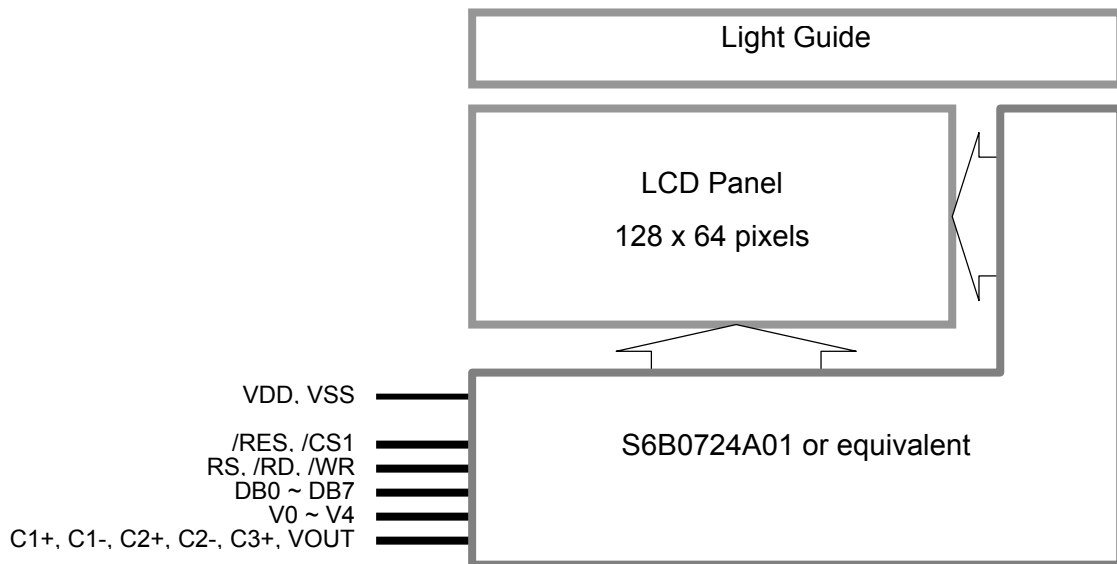 Light Guide
LCD Panel
128 x 64 pixels
VDD, VSS
/RES, /CS1
RS, /RD, /WR
DB0 ~ DB7
V0 ~ V4
C1+, C1-, C2+, C2-, C3+, VOUT
S6B0724A01 or equivalent